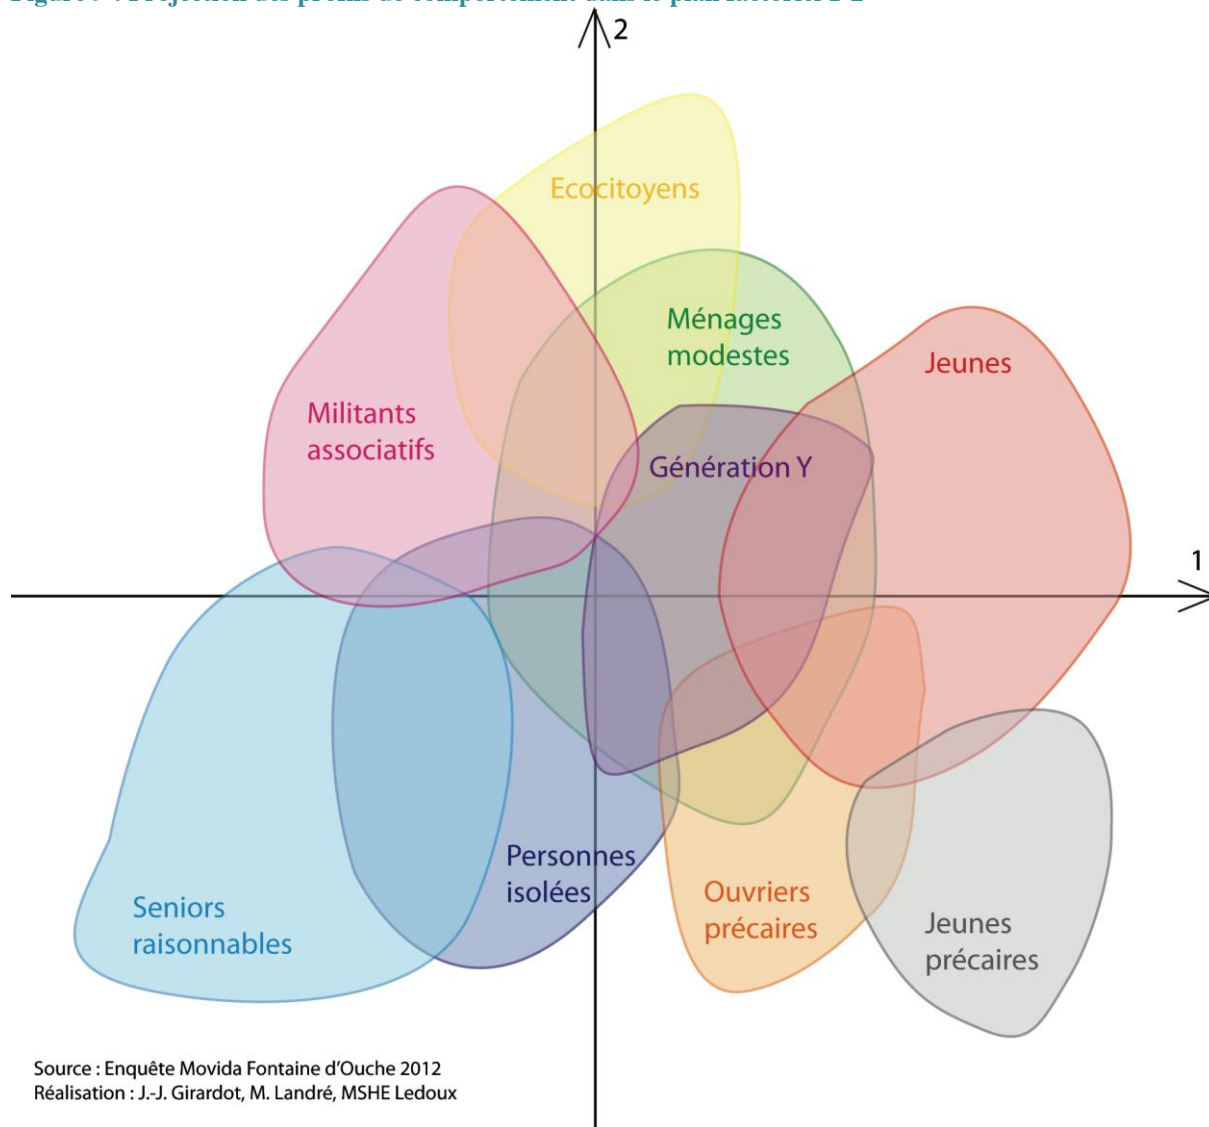 2
Ecocitoyens
Ménages
modestes
Jeunes
Militants
associatifs
Génération Y
1
Personnes
isolées
Ouvriers
précaires
Seniors
raisonnables
Jeunes
précaires
Source : Enquête Movida Fontaine d'Ouche 2012
Réalisation : J.-J. Girardot, M. Landré, MSHE Ledoux